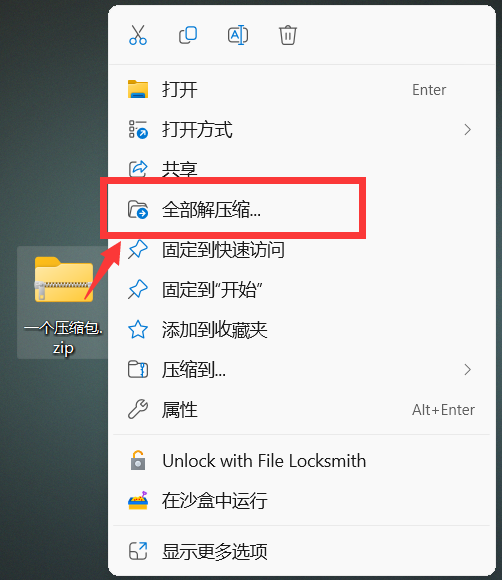 打开 Enter
打开方式
共享
全部解压缩...
固定到快速访问
固定到“开始”
添加到收藏夹
压缩到...
属性 Alt+Enter
Unlock with File Locksmith
在沙盒中运行
显示更多选项
一个压缩包.
zip